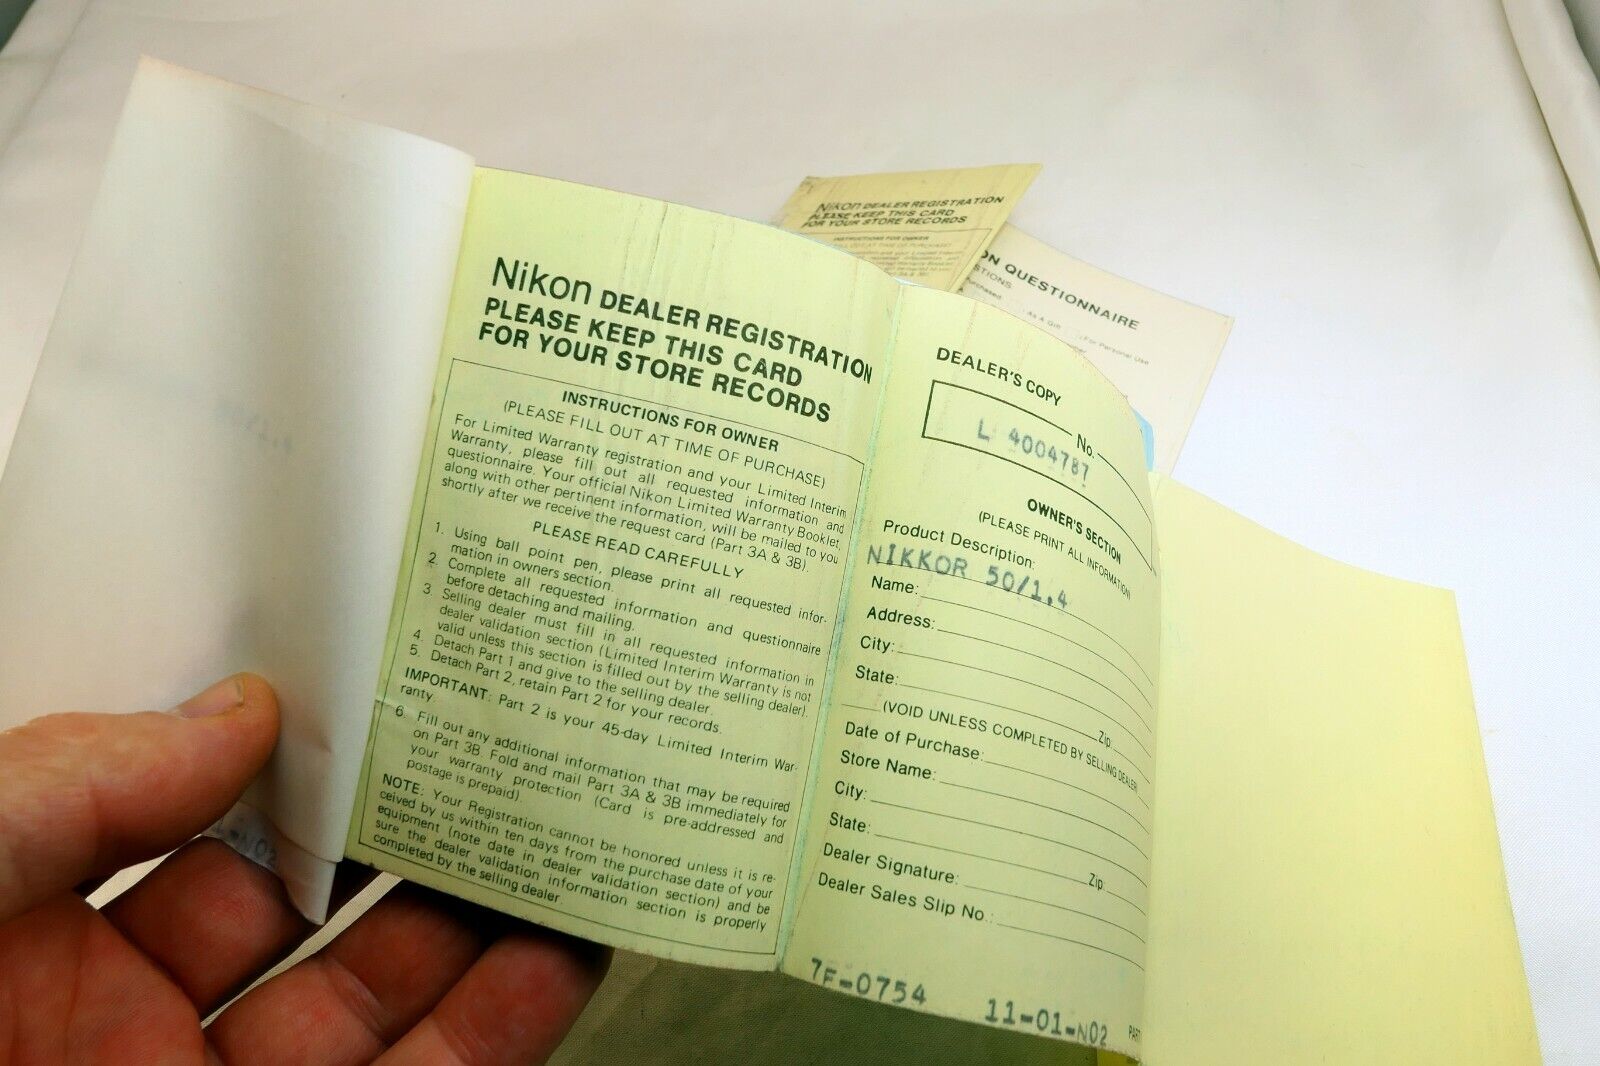 Nikon DEALER REGISTRATION
PLEASE KEEP THIS CARD
FOR YOUR STORE RECORDS
INSTRUCTIONS FOR OWNER
(PLEASE FILL OUT AT TIME OF PURCHASE)
For Limited Warranty registration and your Limited Interim
Warranty, please fill out all requested information and
questionnaire. Your official Nikon Limited Warranty Booklet,
along with other pertinent information, will be mailed to you
shortly after we receive the request card (Part 3A & 3B).
PLEASE READ CAREFULLY
1. Using ball point pen, please print all requested infor-
mation in owners section.
2. Complete all requested information and questionnaire
before detaching and mailing.
3. Selling dealer must fill in all requested information in
dealer validation section (Limited Interim Warranty is not
valid unless this section is filled out by the selling dealer).
4. Detach Part 1 and give to the selling dealer.
5. Detach Part 2, retain Part 2 for your records.
IMPORTANT: Part 2 is your 45-day Limited Interim War-
ranty.
6. Fill out any additional information that may be required
on Part 3B. Fold and mail Part 3A & 3B immediately for
your warranty protection (Card is pre-addressed and
postage is prepaid).
NOTE: Your Registration cannot be honored unless it is re-
ceived by us within ten days from the purchase date of your
equipment (note date in dealer validation section) and be
sure the dealer validation information section is properly
completed by the selling dealer.
DEALER'S COPY
No.
L 4004787
OWNER'S SECTION
(PLEASE PRINT ALL INFORMATION)
Product Description:
NIKKOR 50/1.4
Name:
Address:
City:
State: Zip:
(VOID UNLESS COMPLETED BY SELLING DEALER)
Date of Purchase:
Store Name:
City:
State: Zip:
Dealer Signature:
Dealer Sales Slip No.:
7F-0754 11-01-N02
PART
Nikon DEALER REGISTRATION
PLEASE KEEP THIS CARD
FOR YOUR STORE RECORDS
INSTRUCTIONS FOR OWNER
ON QUESTIONNAIRE
As A Gift For Personal Use
-N02